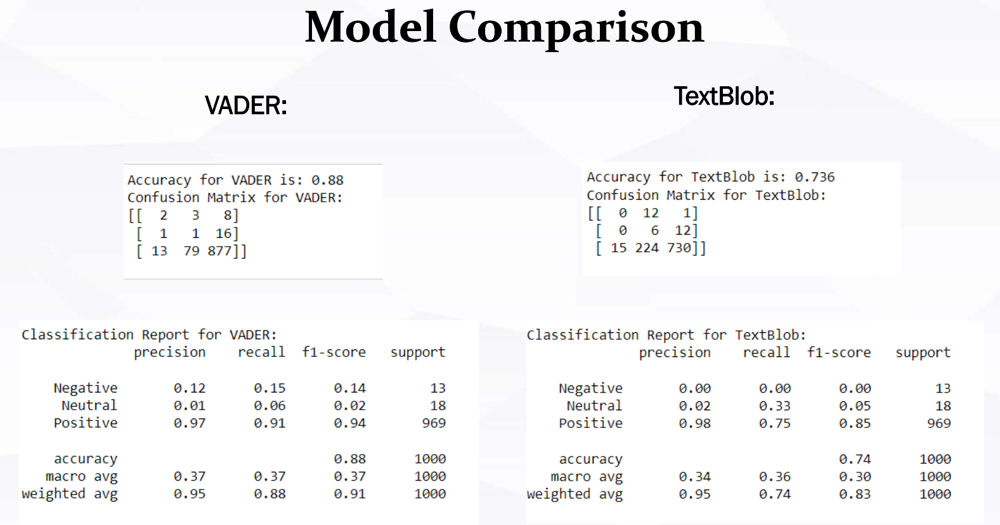 Model Comparison
VADER:
Accuracy for VADER is: 0.88
Confusion Matrix for VADER:
[[ 2 3 8]
[ 1 1 16]
[ 13 79 877]]
Classification Report for VADER:
precision recall f1-score support
Negative 0.12 0.15 0.14 13
Neutral 0.01 0.06 0.02 18
Positive 0.97 0.91 0.94 969
accuracy 0.88 1000
macro avg 0.37 0.37 0.37 1000
weighted avg 0.95 0.88 0.91 1000
TextBlob:
Accuracy for TextBlob is: 0.736
Confusion Matrix for TextBlob:
[[ 0 12 1]
[ 0 6 12]
[ 15 224 730]]
Classification Report for TextBlob:
precision recall f1-score support
Negative 0.00 0.00 0.00 13
Neutral 0.02 0.33 0.05 18
Positive 0.98 0.75 0.85 969
accuracy 0.74 1000
macro avg 0.34 0.36 0.30 1000
weighted avg 0.95 0.74 0.83 1000